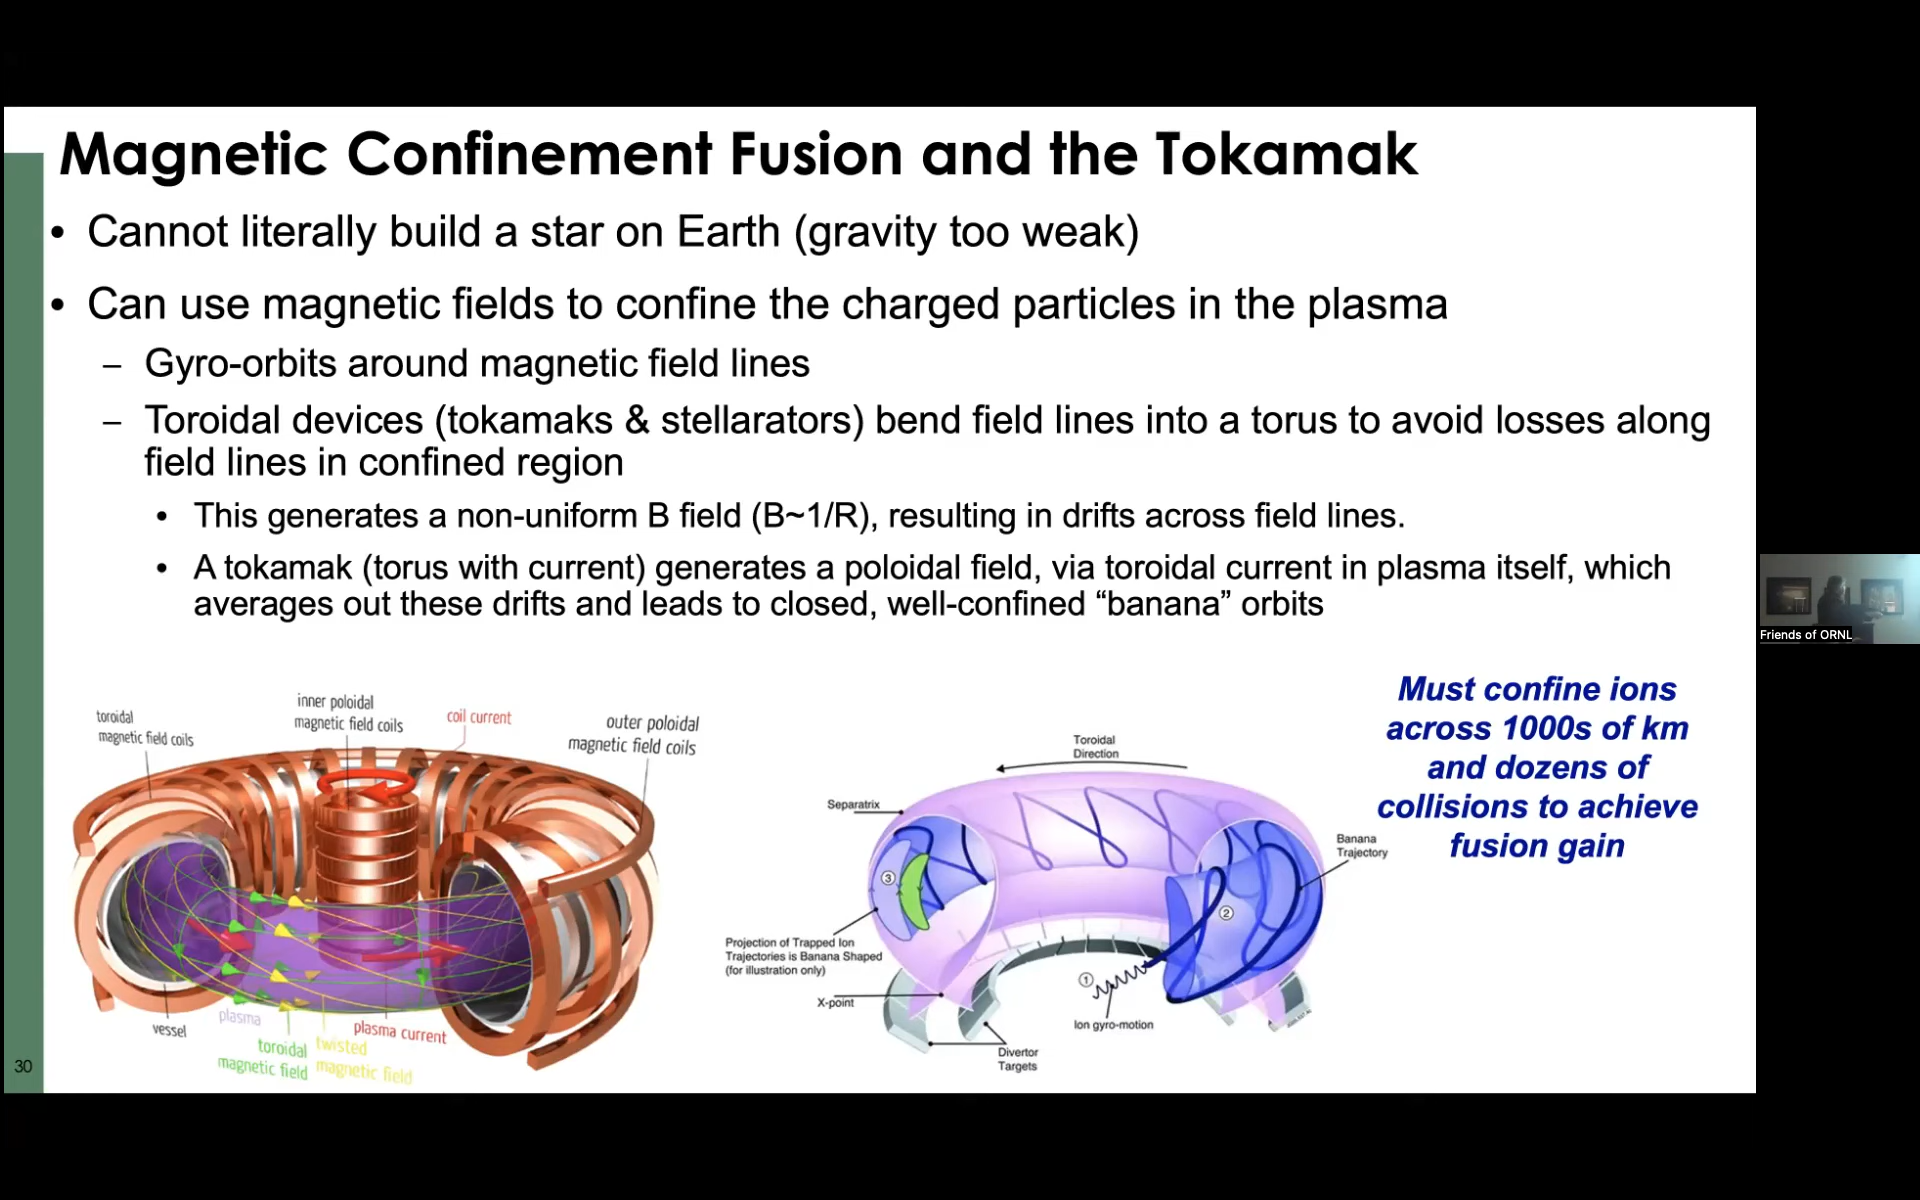 Magnetic Confinement Fusion and the Tokamak
• Cannot literally build a star on Earth (gravity too weak)
• Can use magnetic fields to confine the charged particles in the plasma
– Gyro-orbits around magnetic field lines
– Toroidal devices (tokamaks & stellarators) bend field lines into a torus to avoid losses along
field lines in confined region
• This generates a non-uniform B field (B~1/R), resulting in drifts across field lines.
• A tokamak (torus with current) generates a poloidal field, via toroidal current in plasma itself, which
averages out these drifts and leads to closed, well-confined “banana” orbits
toroidal
magnetic field coils
inner poloidal
magnetic field coils
coil current
outer poloidal
magnetic field coils
vessel
plasma
plasma current
toroidal
magnetic field
twisted
magnetic field
Toroidal
Direction
Separatrix
Banana
Trajectory
3
2
1
Projection of Trapped Ion
Trajectories is Banana Shaped
(for illustration only)
X-point
Ion gyro-motion
Divertor
Targets
Must confine ions
across 1000s of km
and dozens of
collisions to achieve
fusion gain
30
Friends of ORNL